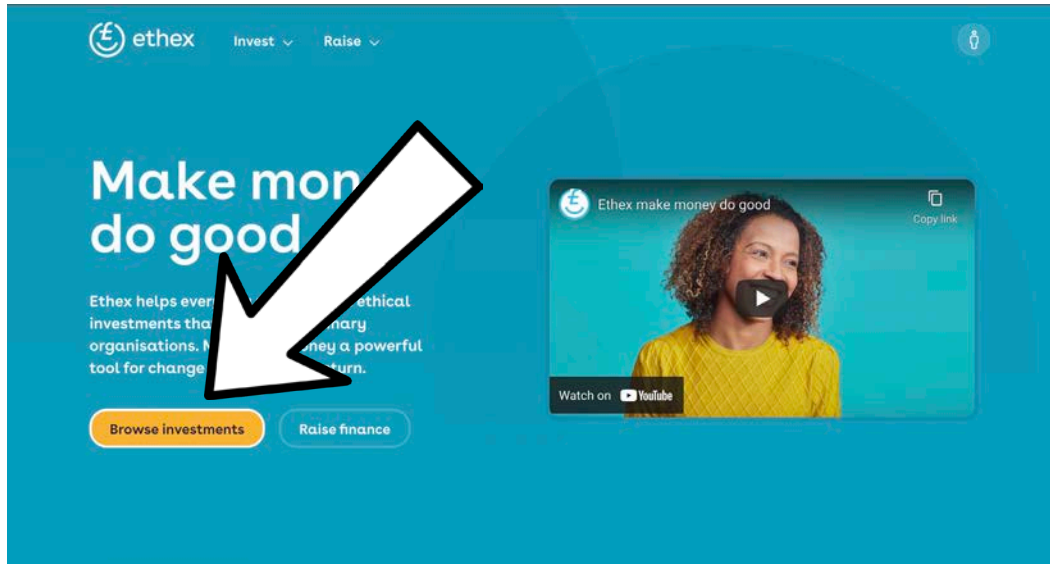 ethex Invest Raise
Make mon
do good
Ethex helps ever ethical
investments tha nary
organisations. ney a powerful
tool for change turn.
Browse investments Raise finance
Ethex make money do good
Copy link
Watch on YouTube